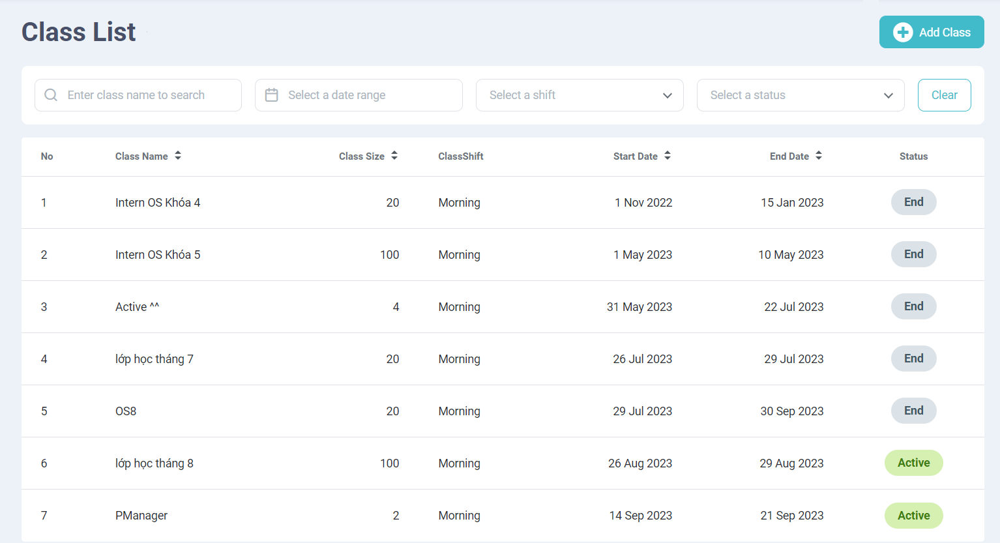 Class List
Add Class
Enter class name to search Select a date range Select a shift Select a status Clear
No Class Name Class Size ClassShift Start Date End Date Status
1 Intern OS Khóa 4 20 Morning 1 Nov 2022 15 Jan 2023 End
2 Intern OS Khóa 5 100 Morning 1 May 2023 10 May 2023 End
3 Active ^^ 4 Morning 31 May 2023 22 Jul 2023 End
4 lớp học tháng 7 20 Morning 26 Jul 2023 29 Jul 2023 End
5 OS8 20 Morning 29 Jul 2023 30 Sep 2023 End
6 lớp học tháng 8 100 Morning 26 Aug 2023 29 Aug 2023 Active
7 PManager 2 Morning 14 Sep 2023 21 Sep 2023 Active